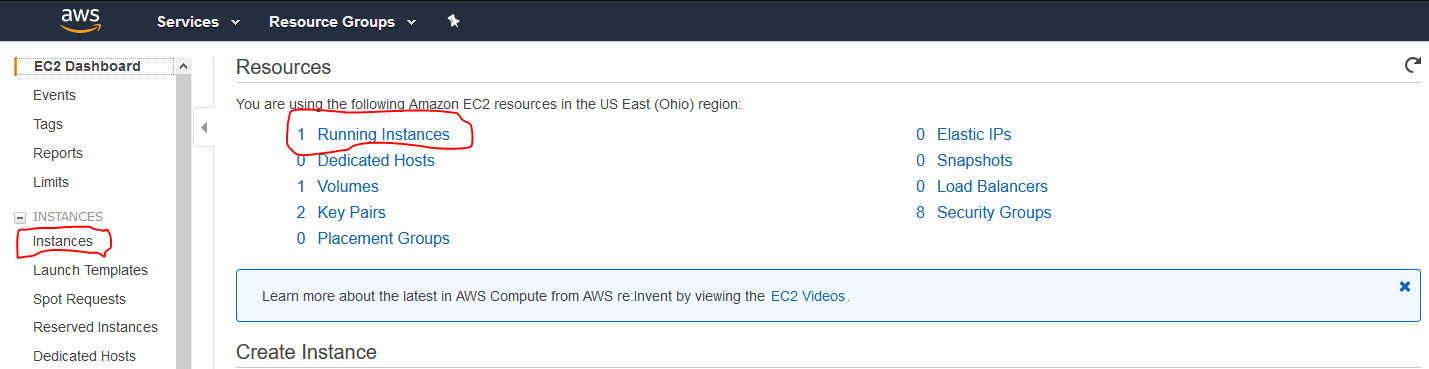 aws Services Resource Groups
EC2 Dashboard
Events
Tags
Reports
Limits
INSTANCES
Instances
Launch Templates
Spot Requests
Reserved Instances
Dedicated Hosts
Resources
You are using the following Amazon EC2 resources in the US East (Ohio) region:
1 Running Instances
0 Dedicated Hosts
1 Volumes
2 Key Pairs
0 Placement Groups
0 Elastic IPs
0 Snapshots
0 Load Balancers
8 Security Groups
Learn more about the latest in AWS Compute from AWS re:Invent by viewing the EC2 Videos.
Create Instance